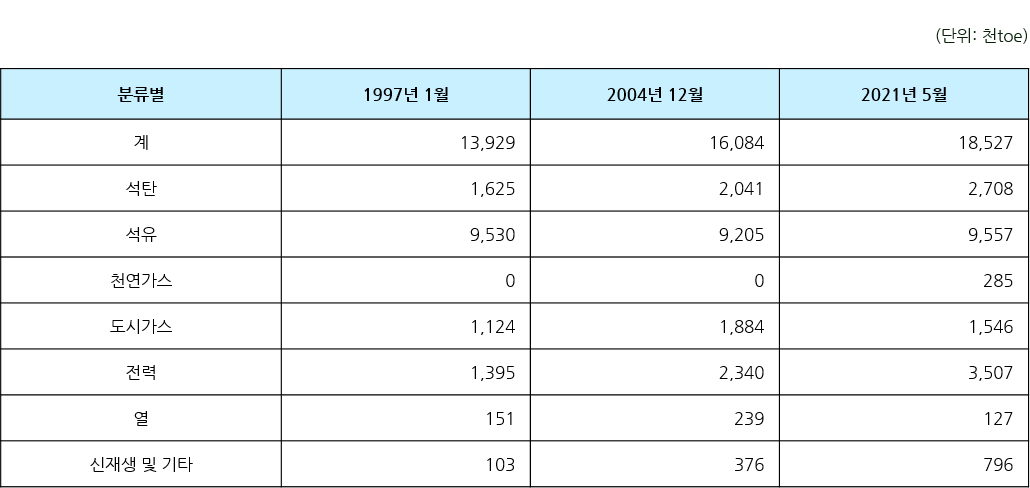 (단위: 천toe)
분류별 1997년 1월 2004년 12월 2021년 5월
계 13,929 16,084 18,527
석탄 1,625 2,041 2,708
석유 9,530 9,205 9,557
천연가스 0 0 285
도시가스 1,124 1,884 1,546
전력 1,395 2,340 3,507
열 151 239 127
신재생 및 기타 103 376 796